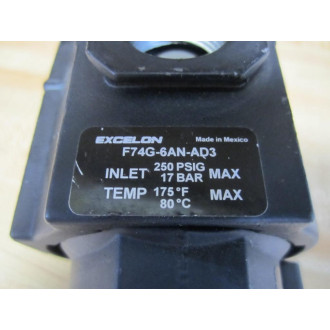 EXCELON Made in Mexico
F74G-6AN-AD3
INLET 250 PSIG 17 BAR MAX
TEMP 175 °F 80 °C MAX